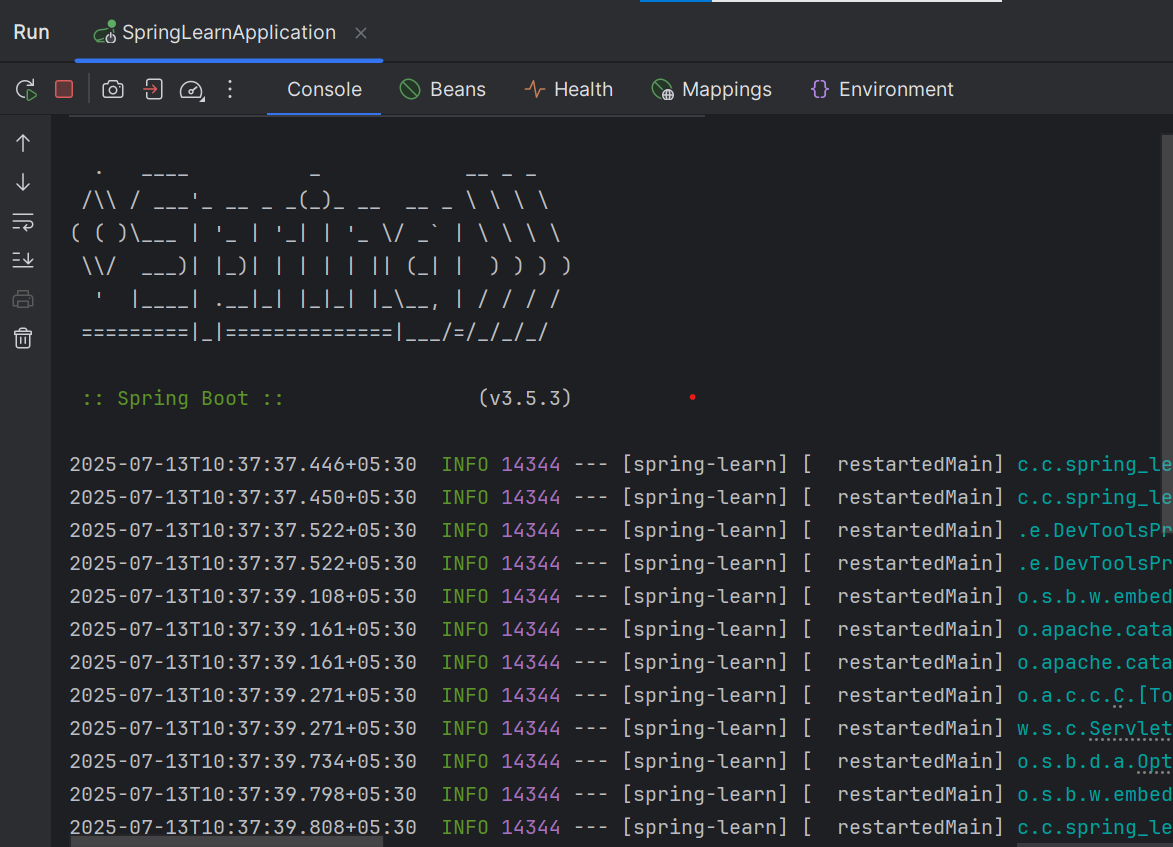 Run SpringLearnApplication
Console Beans Health Mappings Environment
  .   ____          _            __ _ _
 /\\ / ___'_ __ _ _(_)_ __  __ _ \ \ \ \
( ( )\___ | '_ | '_| | '_ \/ _` | \ \ \ \
 \\/  ___)| |_)| | | | | || (_| |  ) ) ) )
  '  |____| .__|_| |_|_| |_\__, | / / / /
 =========|_|==============|___/=/_/_/_/
 :: Spring Boot ::                (v3.5.3)
2025-07-13T10:37:37.446+05:30  INFO 14344 --- [spring-learn] [  restartedMain] c.c.spring_le
2025-07-13T10:37:37.450+05:30  INFO 14344 --- [spring-learn] [  restartedMain] c.c.spring_le
2025-07-13T10:37:37.522+05:30  INFO 14344 --- [spring-learn] [  restartedMain] .e.DevToolsPr
2025-07-13T10:37:37.522+05:30  INFO 14344 --- [spring-learn] [  restartedMain] .e.DevToolsPr
2025-07-13T10:37:39.108+05:30  INFO 14344 --- [spring-learn] [  restartedMain] o.s.b.w.embed
2025-07-13T10:37:39.161+05:30  INFO 14344 --- [spring-learn] [  restartedMain] o.apache.cata
2025-07-13T10:37:39.161+05:30  INFO 14344 --- [spring-learn] [  restartedMain] o.apache.cata
2025-07-13T10:37:39.271+05:30  INFO 14344 --- [spring-learn] [  restartedMain] o.a.c.c.C.[To
2025-07-13T10:37:39.271+05:30  INFO 14344 --- [spring-learn] [  restartedMain] w.s.c.Servlet
2025-07-13T10:37:39.734+05:30  INFO 14344 --- [spring-learn] [  restartedMain] o.s.b.d.a.Opt
2025-07-13T10:37:39.798+05:30  INFO 14344 --- [spring-learn] [  restartedMain] o.s.b.w.embed
2025-07-13T10:37:39.808+05:30  INFO 14344 --- [spring-learn] [  restartedMain] c.c.spring_le